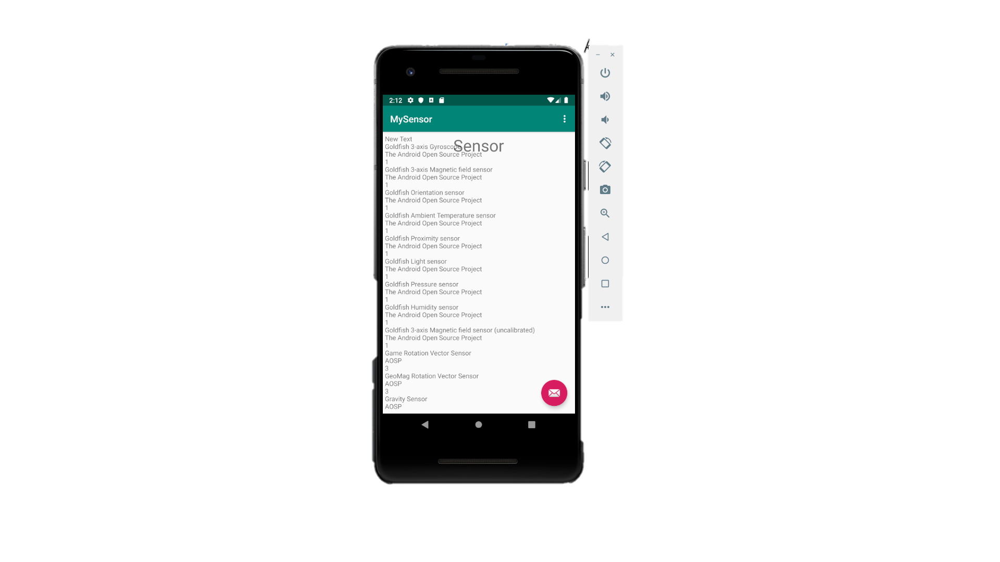 2:12
MySensor
Sensor
New Text
Goldfish 3-axis Gyroscope
The Android Open Source Project
1
Goldfish 3-axis Magnetic field sensor
The Android Open Source Project
1
Goldfish Orientation sensor
The Android Open Source Project
1
Goldfish Ambient Temperature sensor
The Android Open Source Project
1
Goldfish Proximity sensor
The Android Open Source Project
1
Goldfish Light sensor
The Android Open Source Project
1
Goldfish Pressure sensor
The Android Open Source Project
1
Goldfish Humidity sensor
The Android Open Source Project
1
Goldfish 3-axis Magnetic field sensor (uncalibrated)
The Android Open Source Project
1
Game Rotation Vector Sensor
AOSP
3
GeoMag Rotation Vector Sensor
AOSP
3
Gravity Sensor
AOSP